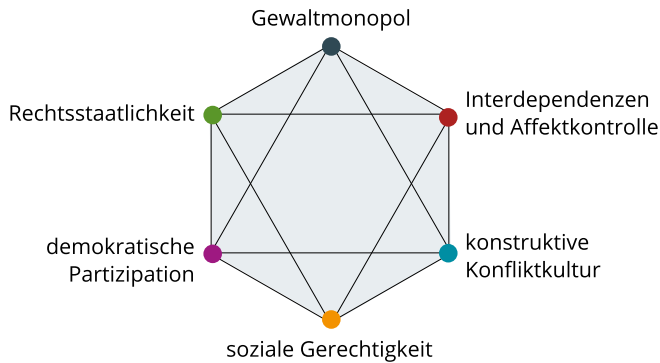 Gewaltmonopol
Rechtsstaatlichkeit
Interdependenzen
und Affektkontrolle
demokratische
Partizipation
konstruktive
Konfliktkultur
soziale Gerechtigkeit